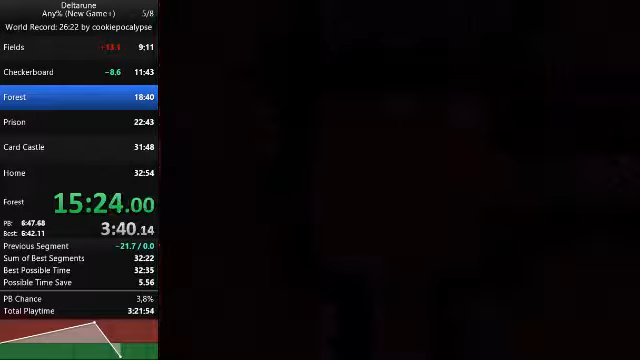 Deltarune
Any% (New Game+) 5/8
World Record: 26:22 by cookiepocalypse
Fields +13.1 9:11
Checkerboard −8.6 11:43
Forest 18:40
Prison 22:43
Card Castle 31:48
Home 32:54
Forest 15:24.00
PB: 6:47.68
Best: 6:42.11 3:40.14
Previous Segment −21.7 / 0.0
Sum of Best Segments 32:22
Best Possible Time 32:35
Possible Time Save 5.56
PB Chance 3,8%
Total Playtime 3:21:54